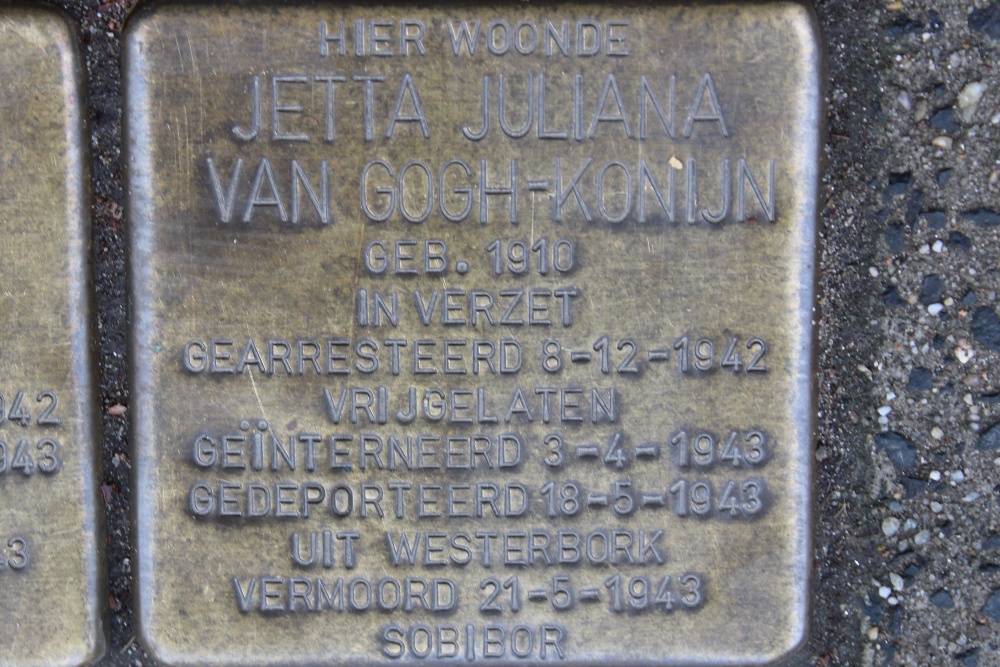 HIER WOONDE
JETTA JULIANA
VAN GOGH-KONIJN
GEB. 1910
IN VERZET
GEARRESTEERD 8-12-1942
VRIJGELATEN
GEÏNTERNEERD 3-4-1943
GEDEPORTEERD 18-5-1943
UIT WESTERBORK
VERMOORD 21-5-1943
SOBIBOR